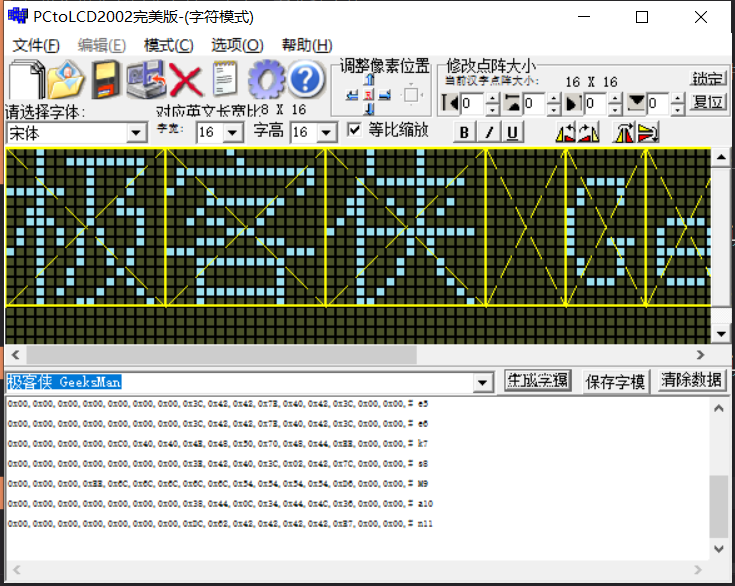 PCtoLCD2002完美版-(字符模式)
文件(F) 编辑(E) 模式(C) 选项(O) 帮助(H)
调整像素位置
修改点阵大小
当前汉字点阵大小: 16 X 16 锁定
0 0 0 0 复位
请选择字体: 对应英文长宽比8 X 16
宋体 字宽: 16 字高 16 等比缩放 B I U
极客侠 Ge
极客侠 GeeksMan 生成字模 保存字模 清除数据
0x00,0x00,0x00,0x00,0x00,0x00,0x00,0x3C,0x42,0x42,0x7E,0x40,0x42,0x3C,0x00,0x00,# e5
0x00,0x00,0x00,0x00,0x00,0x00,0x00,0x3C,0x42,0x42,0x7E,0x40,0x42,0x3C,0x00,0x00,# e6
0x00,0x00,0x00,0x00,0xC0,0x40,0x40,0x4E,0x48,0x50,0x70,0x48,0x44,0xEE,0x00,0x00,# k7
0x00,0x00,0x00,0x00,0x00,0x00,0x00,0x3E,0x42,0x40,0x3C,0x02,0x42,0x7C,0x00,0x00,# s8
0x00,0x00,0x00,0xEE,0x6C,0x6C,0x6C,0x6C,0x6C,0x54,0x54,0x54,0x54,0xD6,0x00,0x00,# M9
0x00,0x00,0x00,0x00,0x00,0x00,0x00,0x38,0x44,0x0C,0x34,0x44,0x4C,0x36,0x00,0x00,# a10
0x00,0x00,0x00,0x00,0x00,0x00,0x00,0xDC,0x62,0x42,0x42,0x42,0x42,0xE7,0x00,0x00,# n11